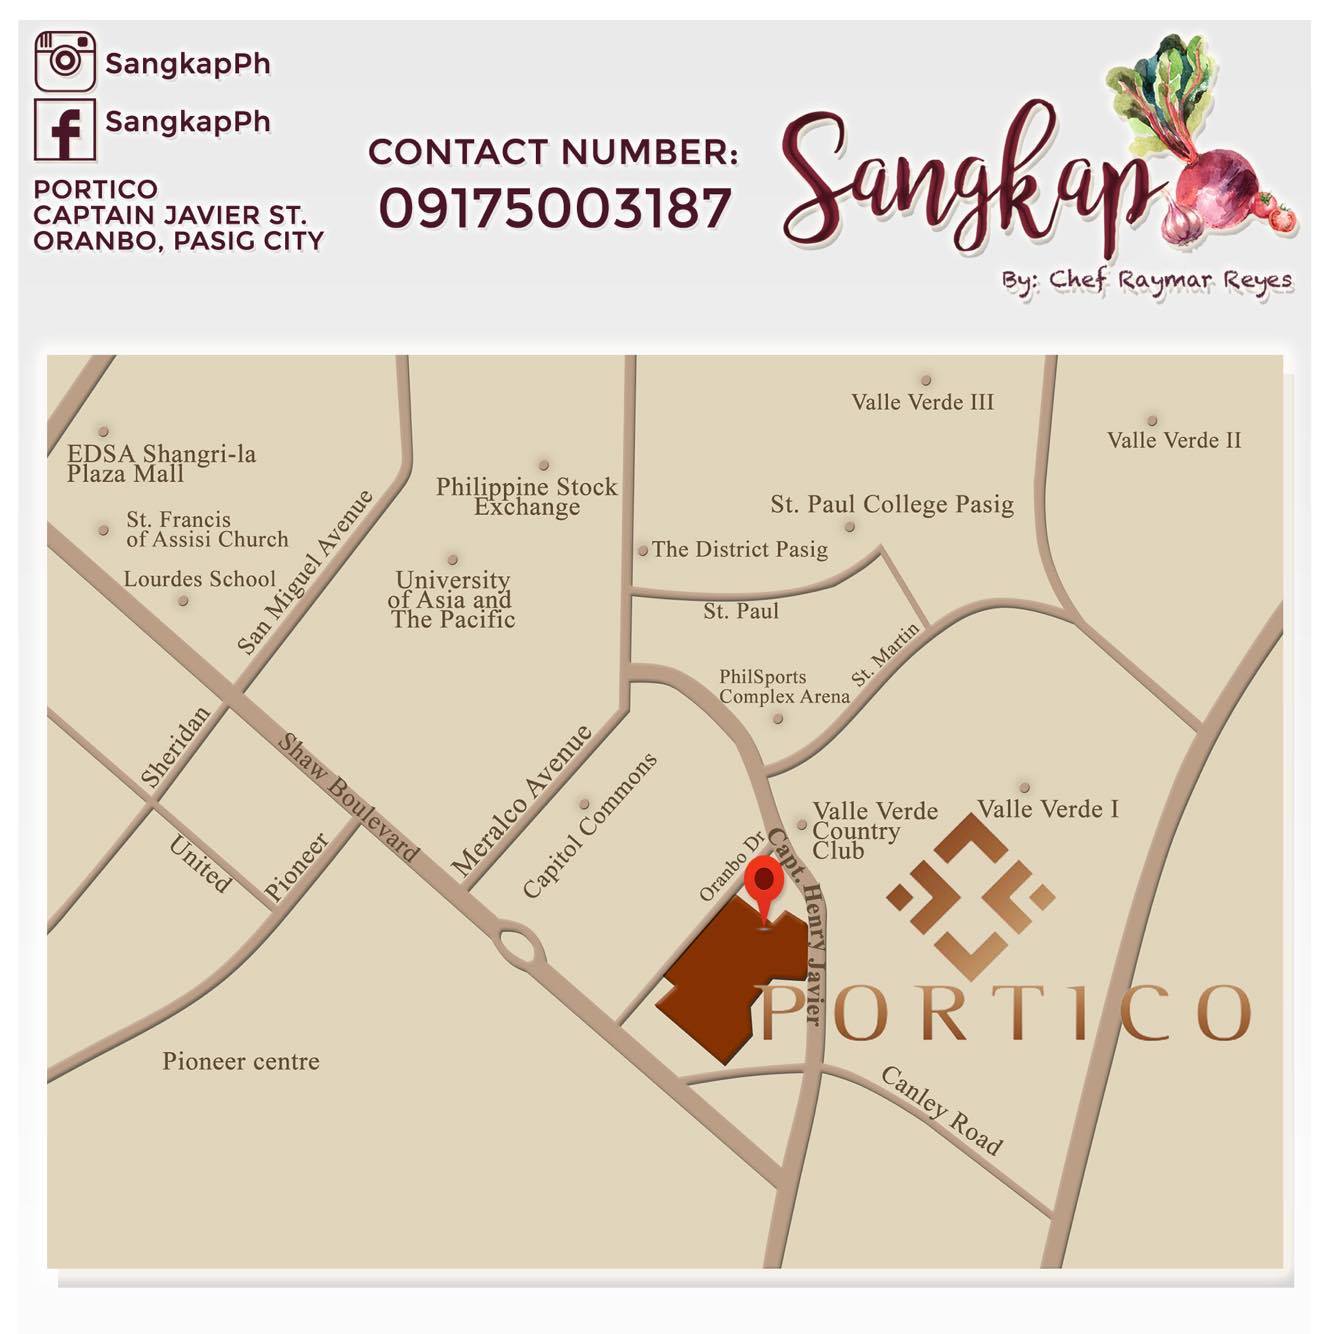 SangkapPh
SangkapPh
PORTICO
CAPTAIN JAVIER ST.
ORANBO, PASIG CITY
CONTACT NUMBER:
09175003187
Sangkap
By: Chef Raymar Reyes
Valle Verde III
Valle Verde II
EDSA Shangri-la
Plaza Mall
Philippine Stock
Exchange
St. Paul College Pasig
St. Francis
of Assisi Church
San Miguel Avenue
The District Pasig
Lourdes School
University
of Asia and
The Pacific
St. Paul
St. Martin
PhilSports
Complex Arena
Sheridan
Shaw Boulevard
Meralco Avenue
Capitol Commons
Valle Verde
Country
Club
Valle Verde I
United
Pioneer
Oranbo Dr
Capt. Henry Javier
PORTICO
Pioneer centre
Canley Road